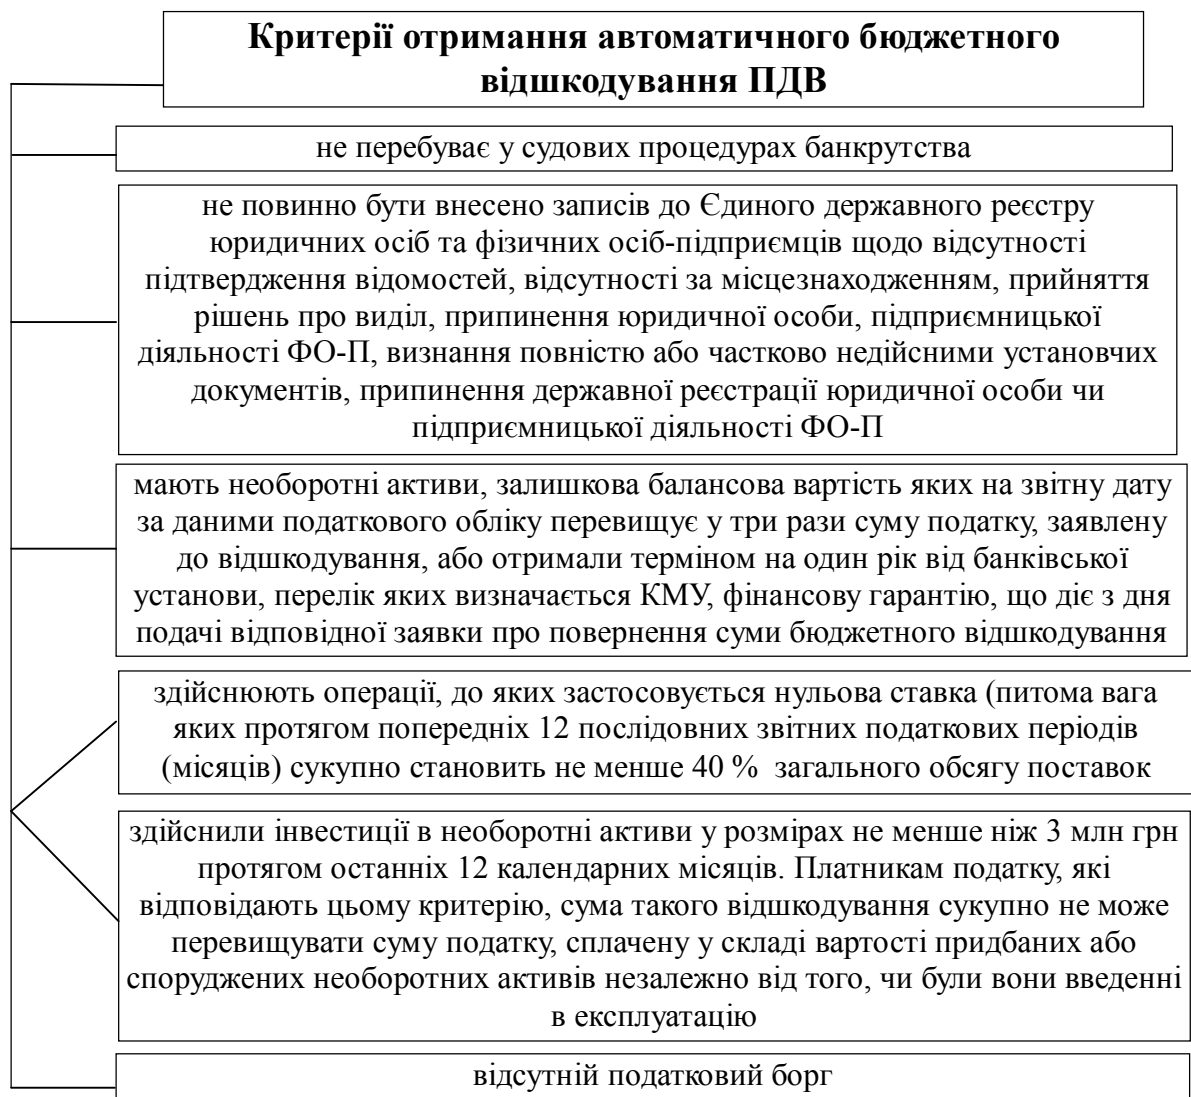 Критерії отримання автоматичного бюджетного
відшкодування ПДВ
не перебуває у судових процедурах банкрутства
не повинно бути внесено записів до Єдиного державного реєстру
юридичних осіб та фізичних осіб-підприємців щодо відсутності
підтвердження відомостей, відсутності за місцезнаходженням, прийняття
рішень про виділ, припинення юридичної особи, підприємницької
діяльності ФО-П, визнання повністю або частково недійсними установчих
документів, припинення державної реєстрації юридичної особи чи
підприємницької діяльності ФО-П
мають необоротні активи, залишкова балансова вартість яких на звітну дату
за даними податкового обліку перевищує у три рази суму податку, заявлену
до відшкодування, або отримали терміном на один рік від банківської
установи, перелік яких визначається КМУ, фінансову гарантію, що діє з дня
подачі відповідної заявки про повернення суми бюджетного відшкодування
здійснюють операції, до яких застосовується нульова ставка (питома вага
яких протягом попередніх 12 послідовних звітних податкових періодів
(місяців) сукупно становить не менше 40 % загального обсягу поставок
здійснили інвестиції в необоротні активи у розмірах не менше ніж 3 млн грн
протягом останніх 12 календарних місяців. Платникам податку, які
відповідають цьому критерію, сума такого відшкодування сукупно не може
перевищувати суму податку, сплачену у складі вартості придбаних або
споруджених необоротних активів незалежно від того, чи були вони введенні
в експлуатацію
відсутній податковий борг